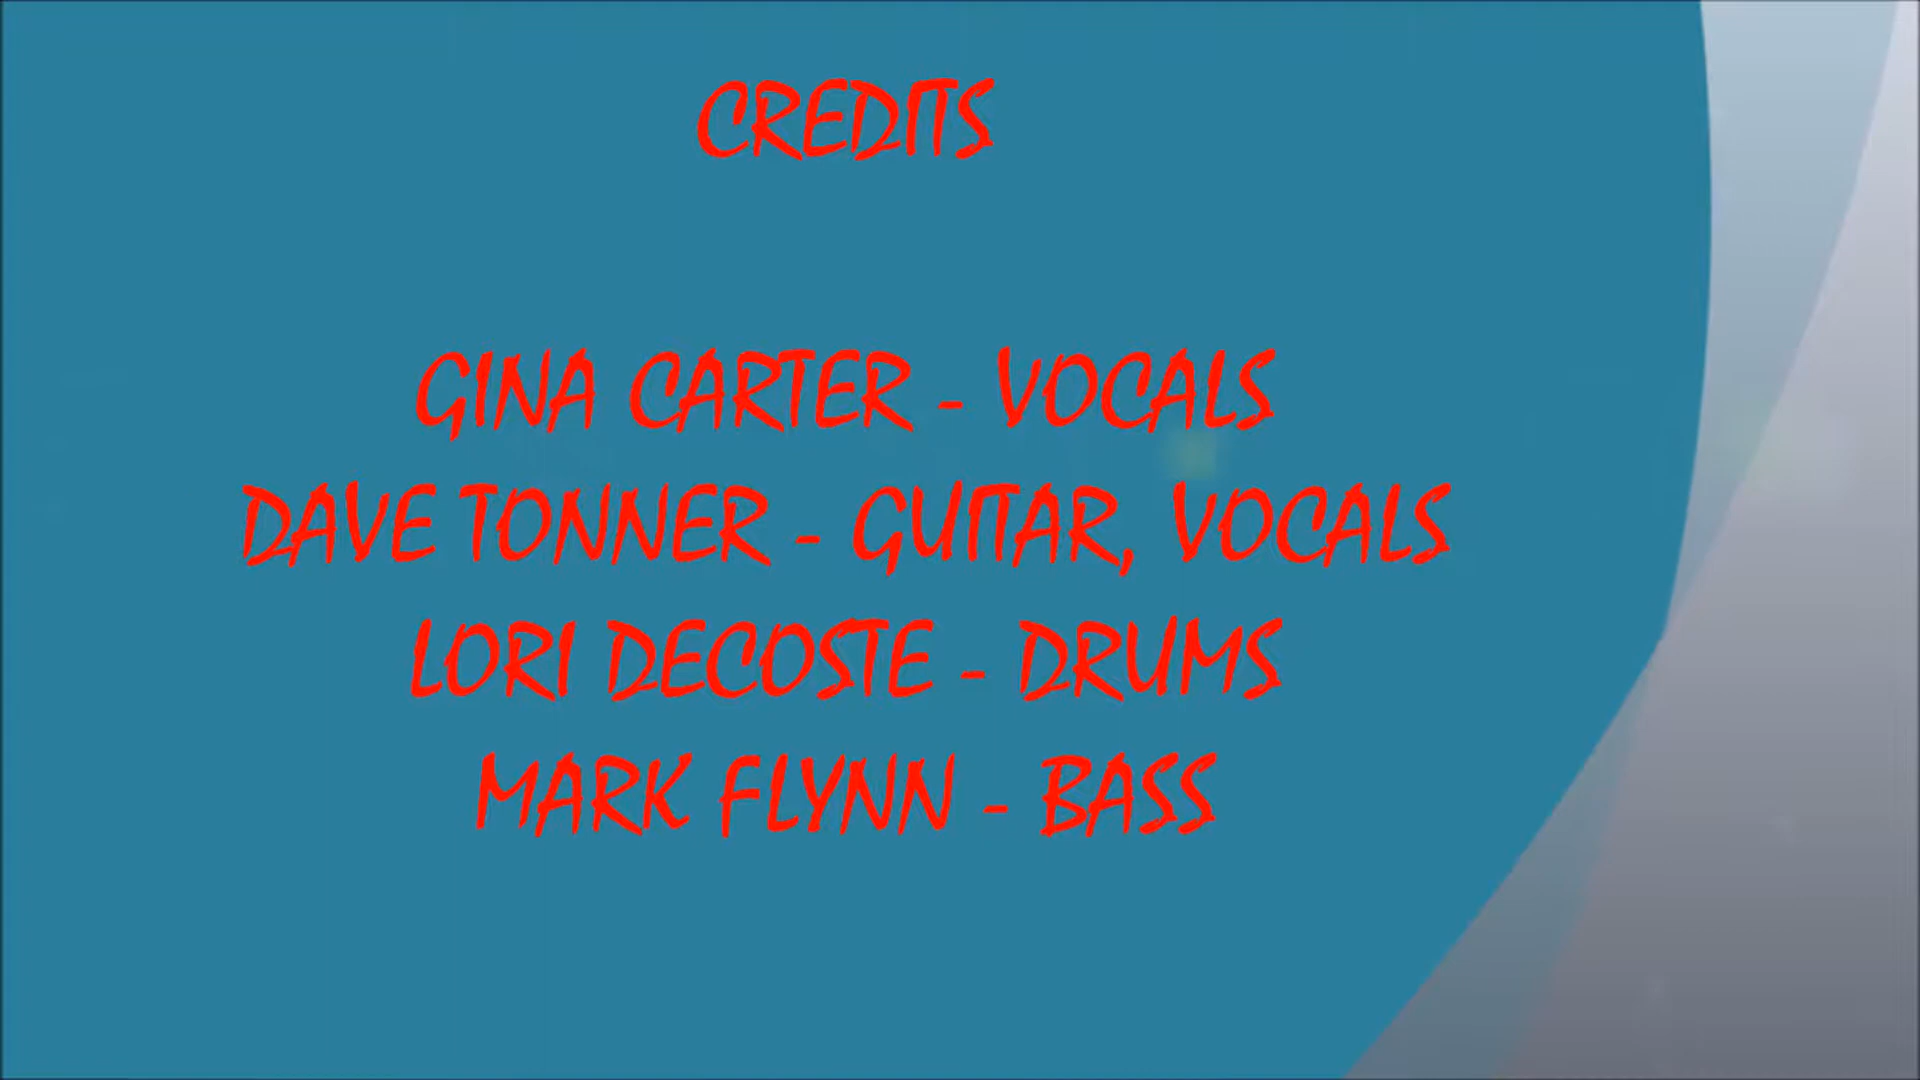 CREDITS
GINA CARTER - VOCALS
DAVE TONNER - GUITAR, VOCALS
LORI DECOSTE - DRUMS
MARK FLYNN - BASS